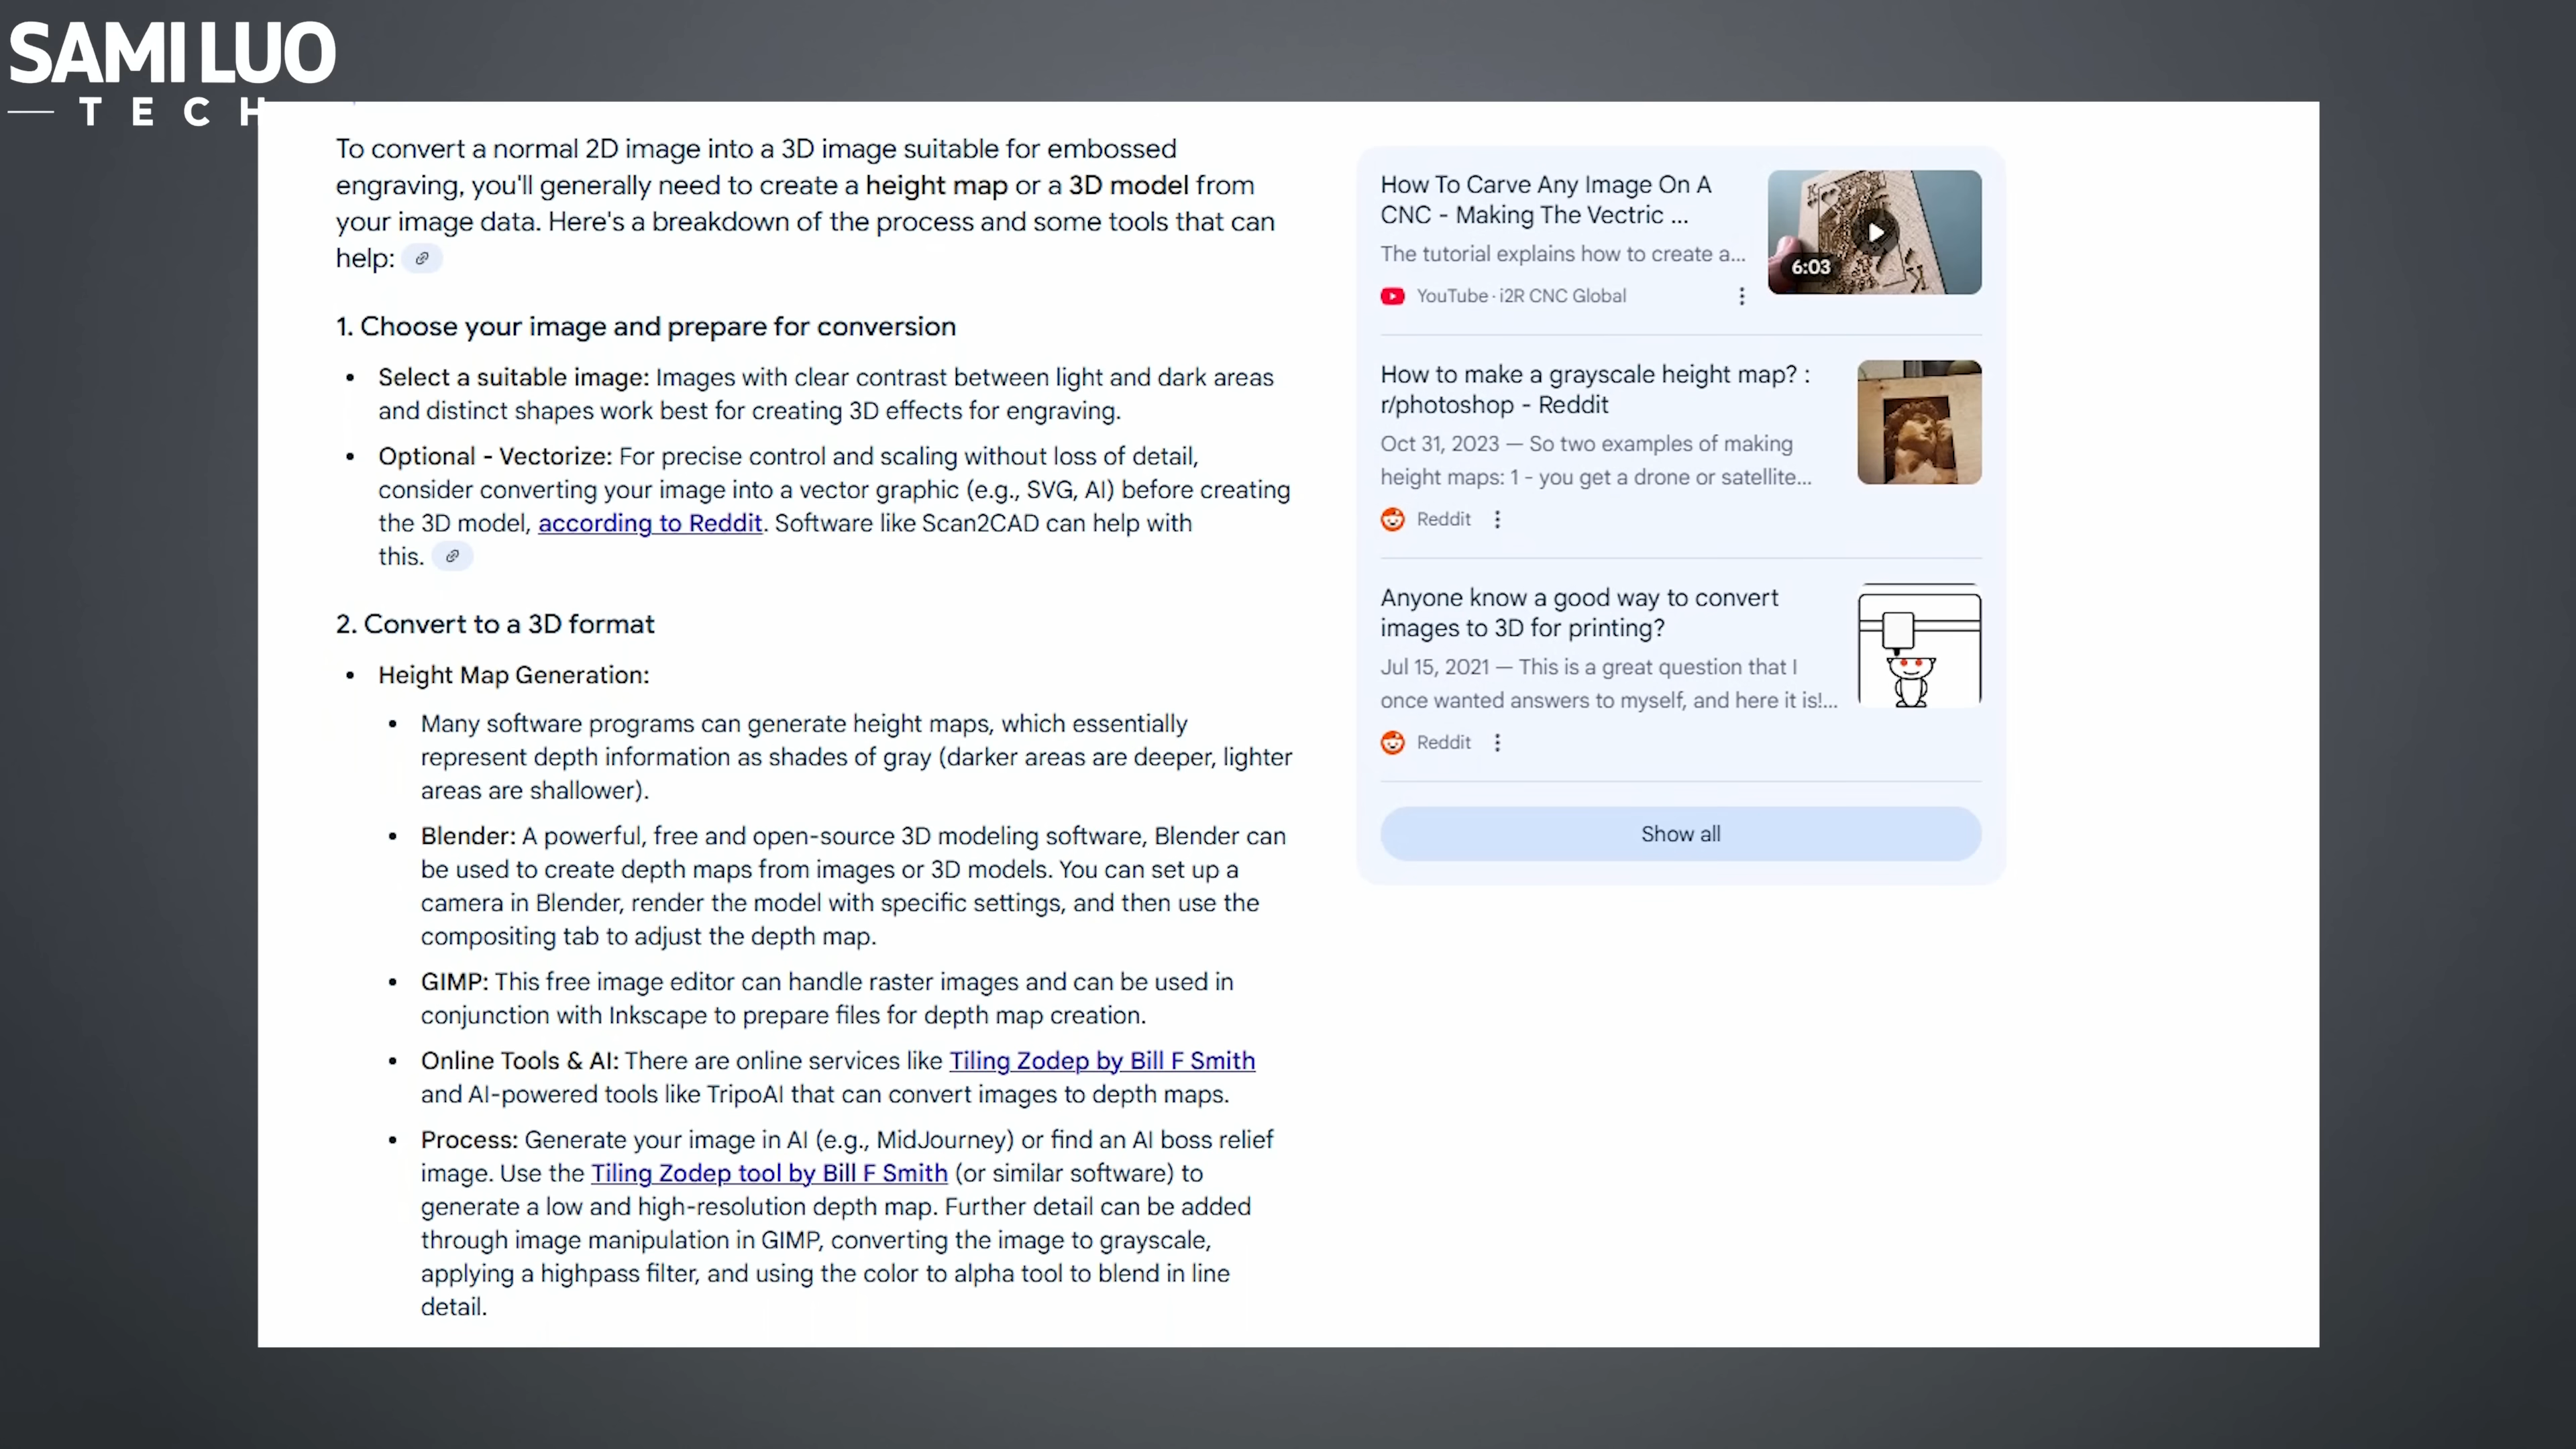 SAMI LUO
TECH
To convert a normal 2D image into a 3D image suitable for embossed
engraving, you'll generally need to create a height map or a 3D model from
your image data. Here's a breakdown of the process and some tools that can
help:
1. Choose your image and prepare for conversion
• Select a suitable image: Images with clear contrast between light and dark areas
and distinct shapes work best for creating 3D effects for engraving.
• Optional - Vectorize: For precise control and scaling without loss of detail,
consider converting your image into a vector graphic (e.g., SVG, AI) before creating
the 3D model, according to Reddit. Software like Scan2CAD can help with
this.
2. Convert to a 3D format
• Height Map Generation:
• Many software programs can generate height maps, which essentially
represent depth information as shades of gray (darker areas are deeper, lighter
areas are shallower).
• Blender: A powerful, free and open-source 3D modeling software, Blender can
be used to create depth maps from images or 3D models. You can set up a
camera in Blender, render the model with specific settings, and then use the
compositing tab to adjust the depth map.
• GIMP: This free image editor can handle raster images and can be used in
conjunction with Inkscape to prepare files for depth map creation.
• Online Tools & AI: There are online services like Tiling Zodep by Bill F Smith
and AI-powered tools like TripoAI that can convert images to depth maps.
• Process: Generate your image in AI (e.g., MidJourney) or find an AI boss relief
image. Use the Tiling Zodep tool by Bill F Smith (or similar software) to
generate a low and high-resolution depth map. Further detail can be added
through image manipulation in GIMP, converting the image to grayscale,
applying a highpass filter, and using the color to alpha tool to blend in line
detail.
How To Carve Any Image On A
CNC - Making The Vectric ...
The tutorial explains how to create a...
YouTube · i2R CNC Global
6:03
How to make a grayscale height map? :
r/photoshop - Reddit
Oct 31, 2023 — So two examples of making
height maps: 1 - you get a drone or satellite...
Reddit
Anyone know a good way to convert
images to 3D for printing?
Jul 15, 2021 — This is a great question that I
once wanted answers to myself, and here it is!...
Reddit
Show all